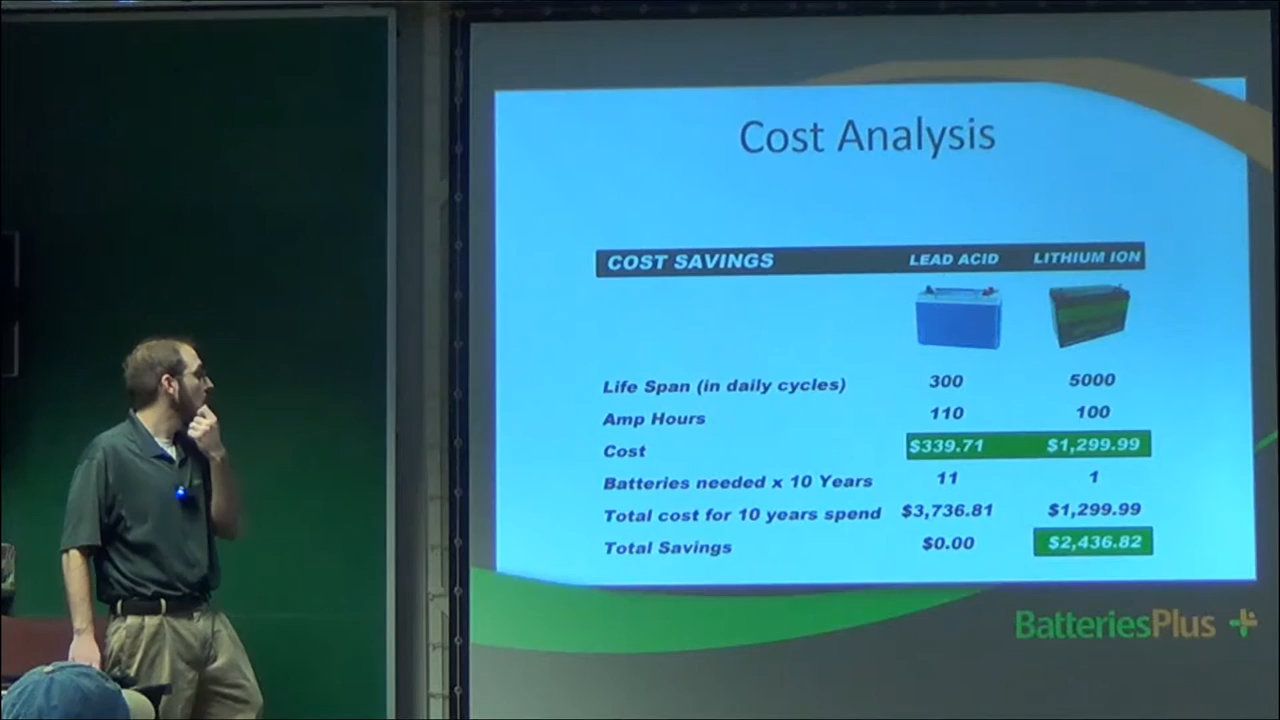 Cost Analysis
COST SAVINGS LEAD ACID LITHIUM ION
Life Span (in daily cycles) 300 5000
Amp Hours 110 100
Cost $339.71 $1,299.99
Batteries needed x 10 Years 11 1
Total cost for 10 years spend $3,736.81 $1,299.99
Total Savings $0.00 $2,436.82
BatteriesPlus